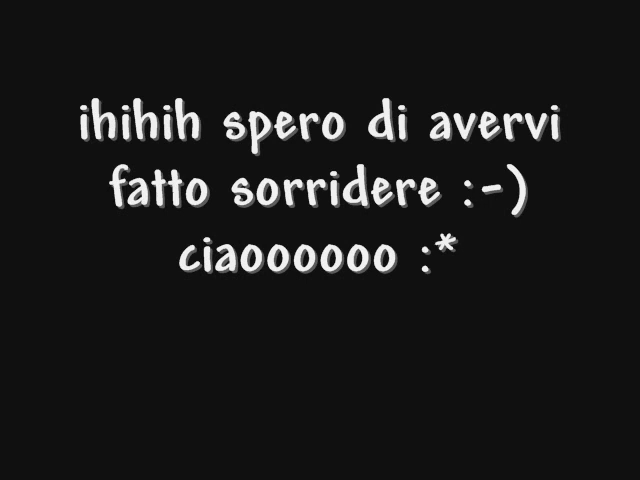 ihihih spero di avervi
fatto sorridere :-)
ciaoooooo :*